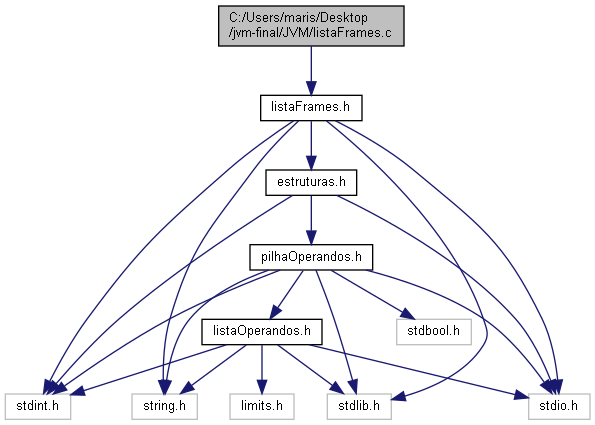 C:/Users/maris/Desktop
/jvm-final/JVM/listaFrames.c
listaFrames.h
estruturas.h
pilhaOperandos.h
listaOperandos.h
stdbool.h
stdint.h
string.h
limits.h
stdlib.h
stdio.h